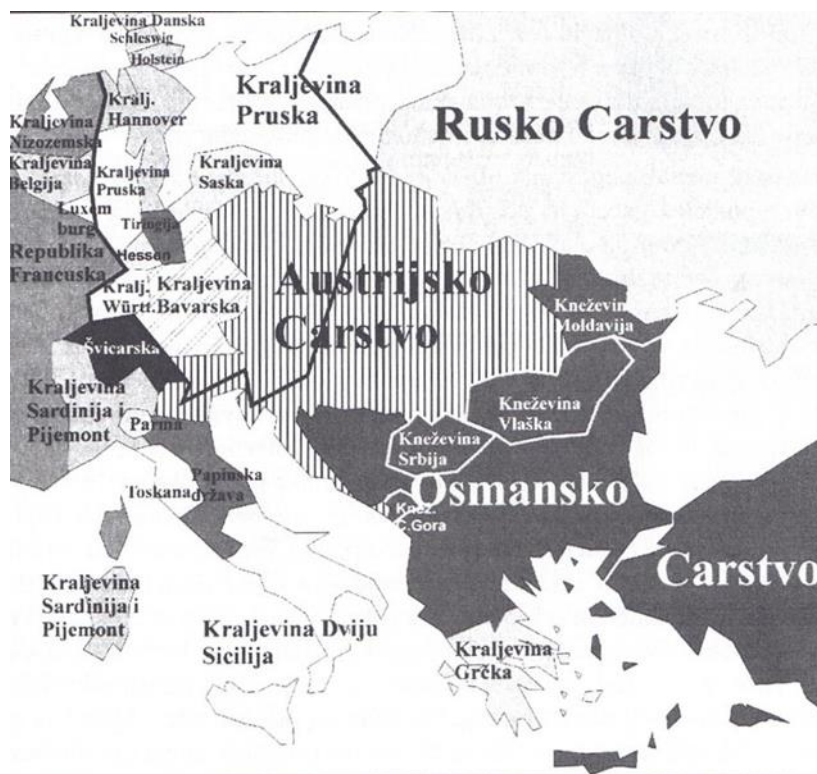 Kraljevina Danska
Schleswig
Holstein
Kralj.
Hannover
Kraljevina
Pruska
Rusko Carstvo
Kraljevina
Nizozemska
Kraljevina
Belgija
Kraljevina
Pruska
Kraljevina
Saska
Luxem
burg
Tiringija
Republika
Francuska
Hessen
Kralj.
Württ.
Kraljevina
Bavarska
Austrijsko
Carstvo
Kneževin
Moldavija
Švicarska
Kraljevina
Sardinija i
Pijemont
Parma
Kneževina
Vlaška
Kneževina
Srbija
Toskana
Papinska
država
Knez.
C.Gora
Osmansko
Carstvo
Kraljevina
Sardinija i
Pijemont
Kraljevina Dviju
Sicilija
Kraljevina
Grčka